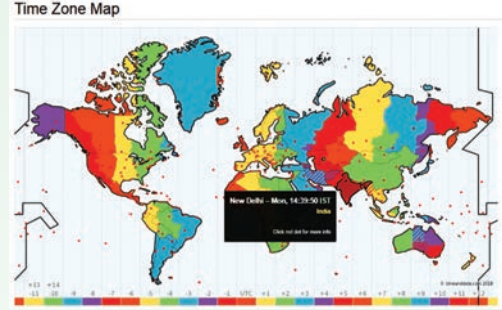 Time Zone Map
New Delhi – Mon, 14:39:50 IST
India
Click red dot for more info
+13 +14
-11 -10 -9 -8 -7 -6 -5 -4 -3 -2 -1 UTC +1 +2 +3 +4 +5 +6 +7 +8 +9 +10 +11 +12